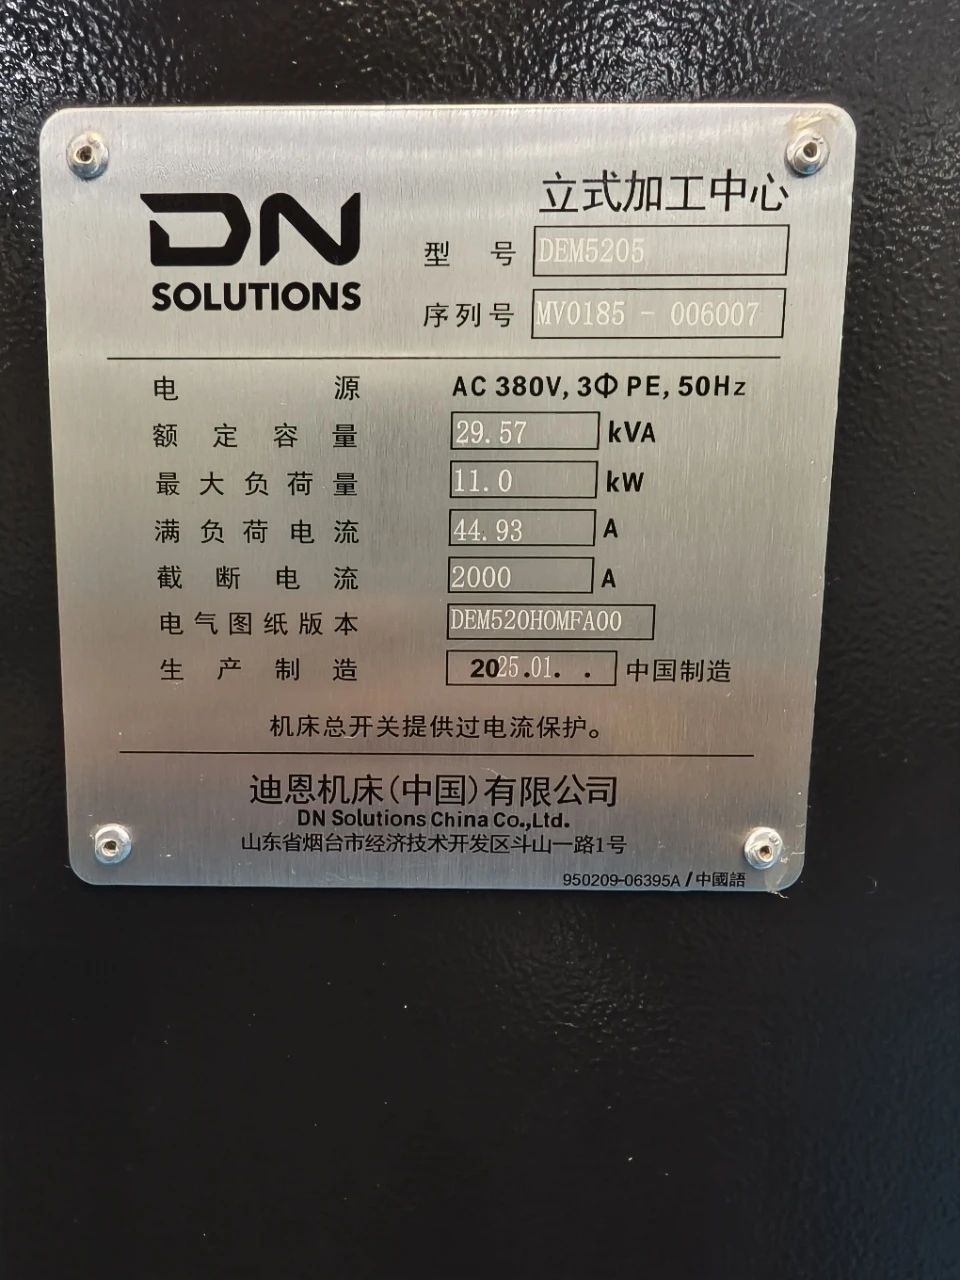 DN
SOLUTIONS
立式加工中心
型号 DEM5205
序列号 MV0185 - 006007
电源 AC 380V, 3Φ PE, 50Hz
额定容量 29.57 kVA
最大负荷量 11.0 kW
满负荷电流 44.93 A
截断电流 2000 A
电气图纸版本 DEM520H0MFA00
生产制造 2025.01. . 中国制造
机床总开关提供过电流保护。
迪恩机床(中国)有限公司
DN Solutions China Co.,Ltd.
山东省烟台市经济技术开发区斗山一路1号
950209-06395A / 中國語